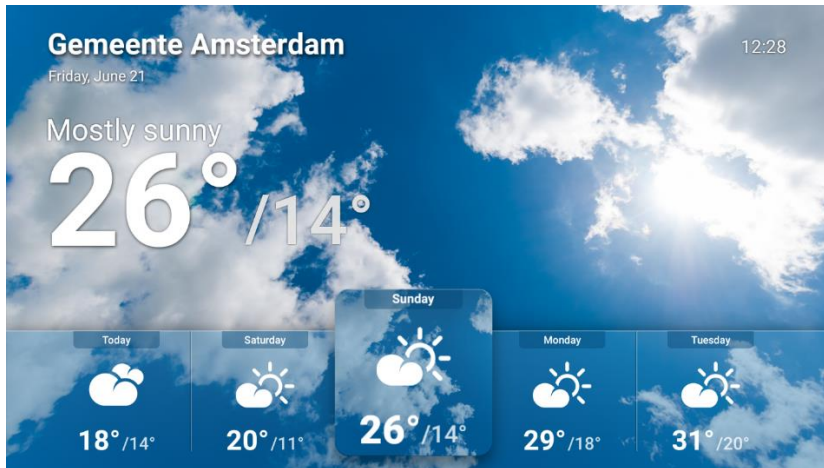 Gemeente Amsterdam
12:28
Friday, June 21
Mostly sunny
26°/14°
Today
18°/14°
Saturday
20°/11°
Sunday
26°/14°
Monday
29°/18°
Tuesday
31°/20°